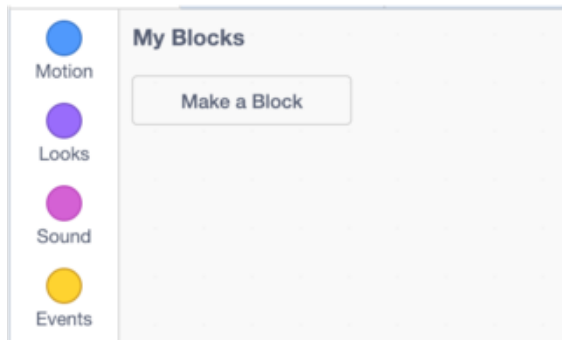 Motion
Looks
Sound
Events
My Blocks
Make a Block